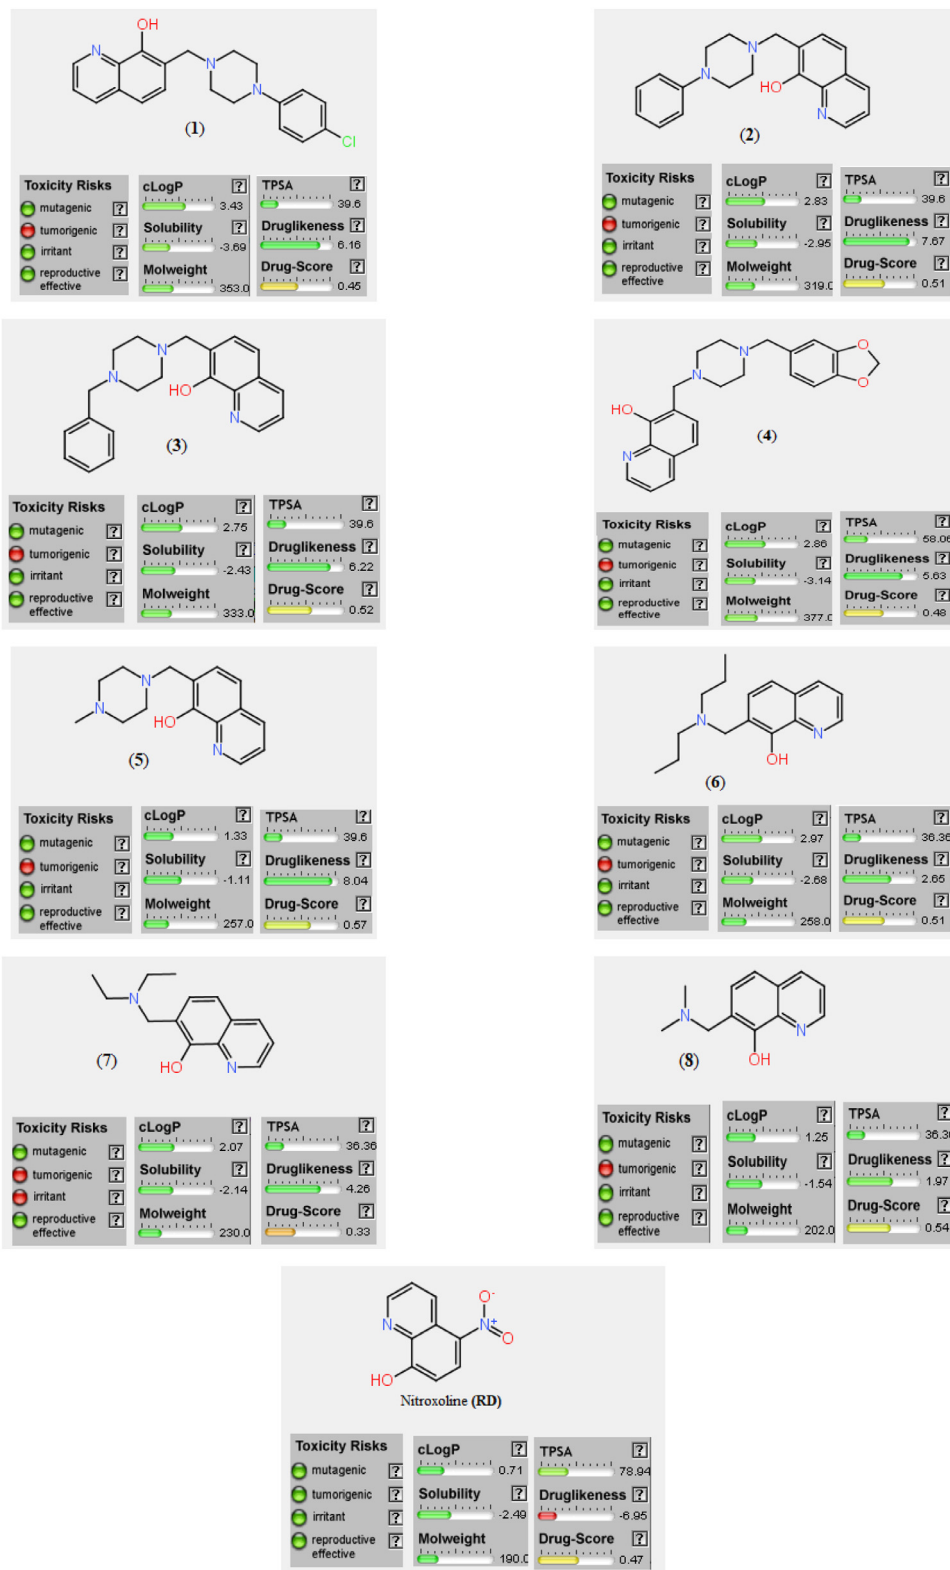 OH
N
N
N
Cl
(1)
Toxicity Risks
mutagenic ?
tumorigenic ?
irritant ?
reproductive effective ?
cLogP ?
3.43
Solubility ?
-3.69
Molweight
353.0
TPSA ?
39.6
Druglikeness ?
6.16
Drug-Score ?
0.45
N
N
HO
N
(2)
Toxicity Risks
mutagenic ?
tumorigenic ?
irritant ?
reproductive effective ?
cLogP ?
2.83
Solubility ?
-2.95
Molweight
319.0
TPSA ?
39.6
Druglikeness ?
7.67
Drug-Score ?
0.51
N
N
HO
N
(3)
Toxicity Risks
mutagenic ?
tumorigenic ?
irritant ?
reproductive effective ?
cLogP ?
2.75
Solubility ?
-2.43
Molweight
333.0
TPSA ?
39.6
Druglikeness ?
6.22
Drug-Score ?
0.52
N
N
O
O
HO
N
(4)
Toxicity Risks
mutagenic ?
tumorigenic ?
irritant ?
reproductive effective ?
cLogP ?
2.86
Solubility ?
-3.14
Molweight
377.0
TPSA ?
58.06
Druglikeness ?
5.63
Drug-Score ?
0.48
N
N
HO
N
(5)
Toxicity Risks
mutagenic ?
tumorigenic ?
irritant ?
reproductive effective ?
cLogP ?
1.33
Solubility ?
-1.11
Molweight
257.0
TPSA ?
39.6
Druglikeness ?
8.04
Drug-Score ?
0.57
N
N
OH
(6)
Toxicity Risks
mutagenic ?
tumorigenic ?
irritant ?
reproductive effective ?
cLogP ?
2.97
Solubility ?
-2.68
Molweight
258.0
TPSA ?
36.36
Druglikeness ?
2.65
Drug-Score ?
0.51
N
HO
N
(7)
Toxicity Risks
mutagenic ?
tumorigenic ?
irritant ?
reproductive effective ?
cLogP ?
2.07
Solubility ?
-2.14
Molweight
230.0
TPSA ?
36.36
Druglikeness ?
4.26
Drug-Score ?
0.33
N
N
OH
(8)
Toxicity Risks
mutagenic ?
tumorigenic ?
irritant ?
reproductive effective ?
cLogP ?
1.25
Solubility ?
-1.54
Molweight
202.0
TPSA ?
36.36
Druglikeness ?
1.97
Drug-Score ?
0.54
O-
N+
O
N
HO
Nitroxoline (RD)
Toxicity Risks
mutagenic ?
tumorigenic ?
irritant ?
reproductive effective ?
cLogP ?
0.71
Solubility ?
-2.49
Molweight
190.0
TPSA ?
78.94
Druglikeness ?
-6.95
Drug-Score ?
0.47